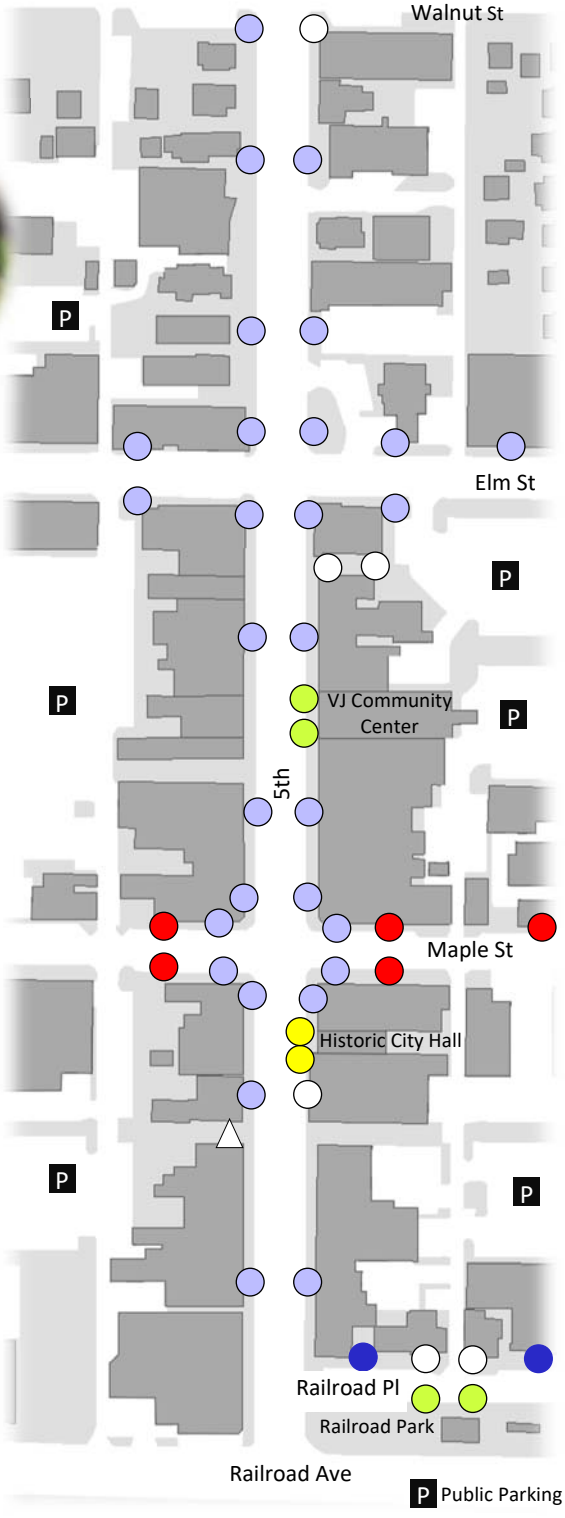 Walnut St
P
Elm St
P
P
VJ Community
Center
P
5th
Maple St
Historic City Hall
P
P
Railroad Pl
Railroad Park
Railroad Ave
P Public Parking